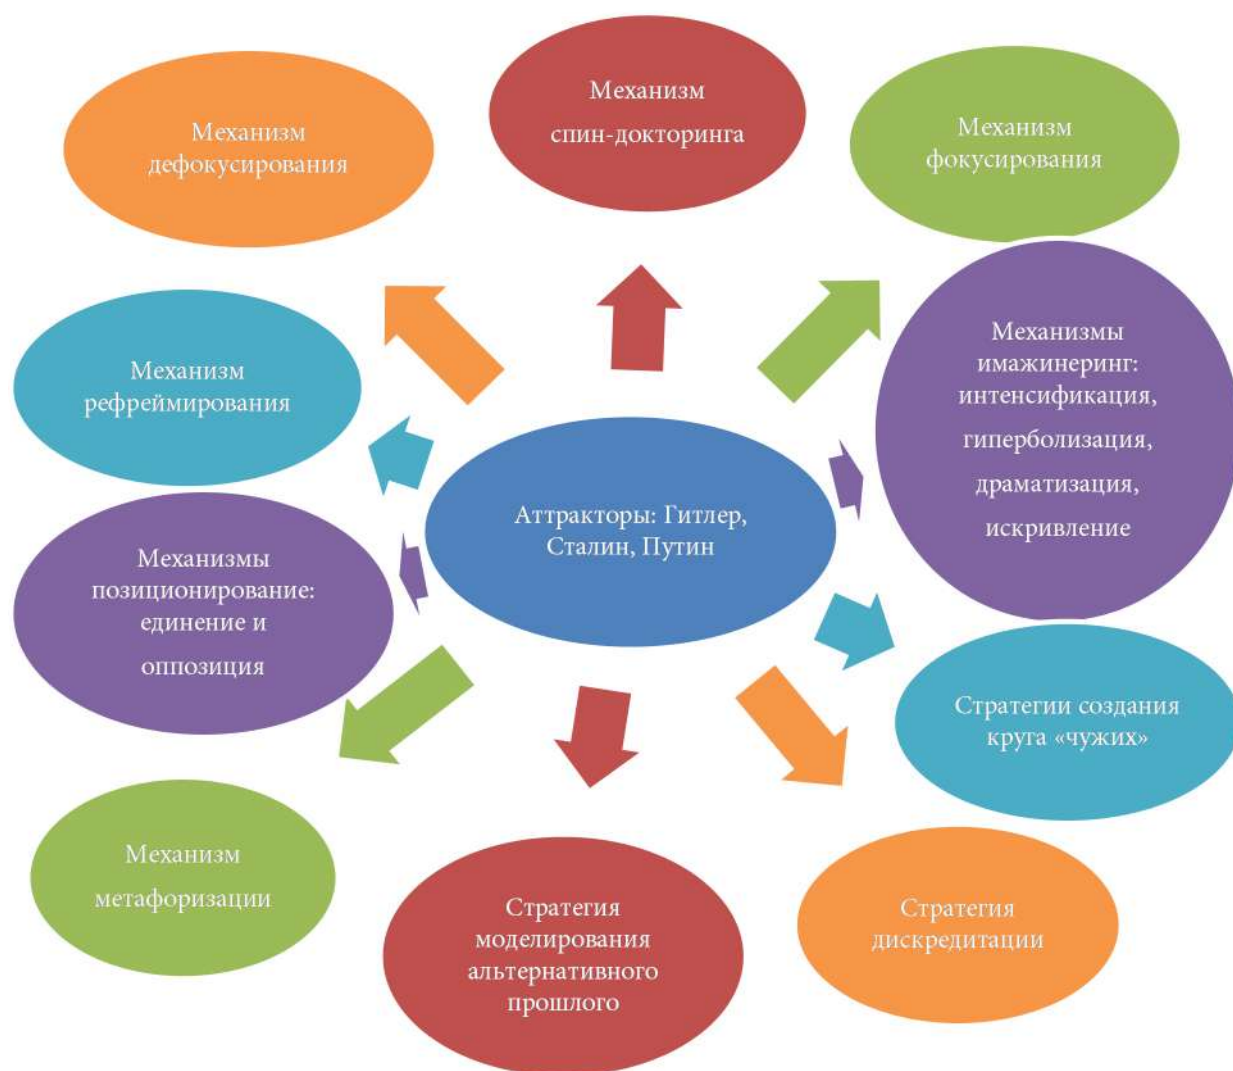 Механизм
спин-докторинга
Механизм
дефокусирования
Механизм
фокусирования
Механизм
рефреймирования
Механизмы
имажинеринг:
интенсификация,
гиперболизация,
драматизация,
искривление
Аттракторы: Гитлер,
Сталин, Путин
Механизмы
позиционирование:
единение и
оппозиция
Стратегии создания
круга «чужих»
Механизм
метафоризации
Стратегия
моделирования
альтернативного
прошлого
Стратегия
дискредитации